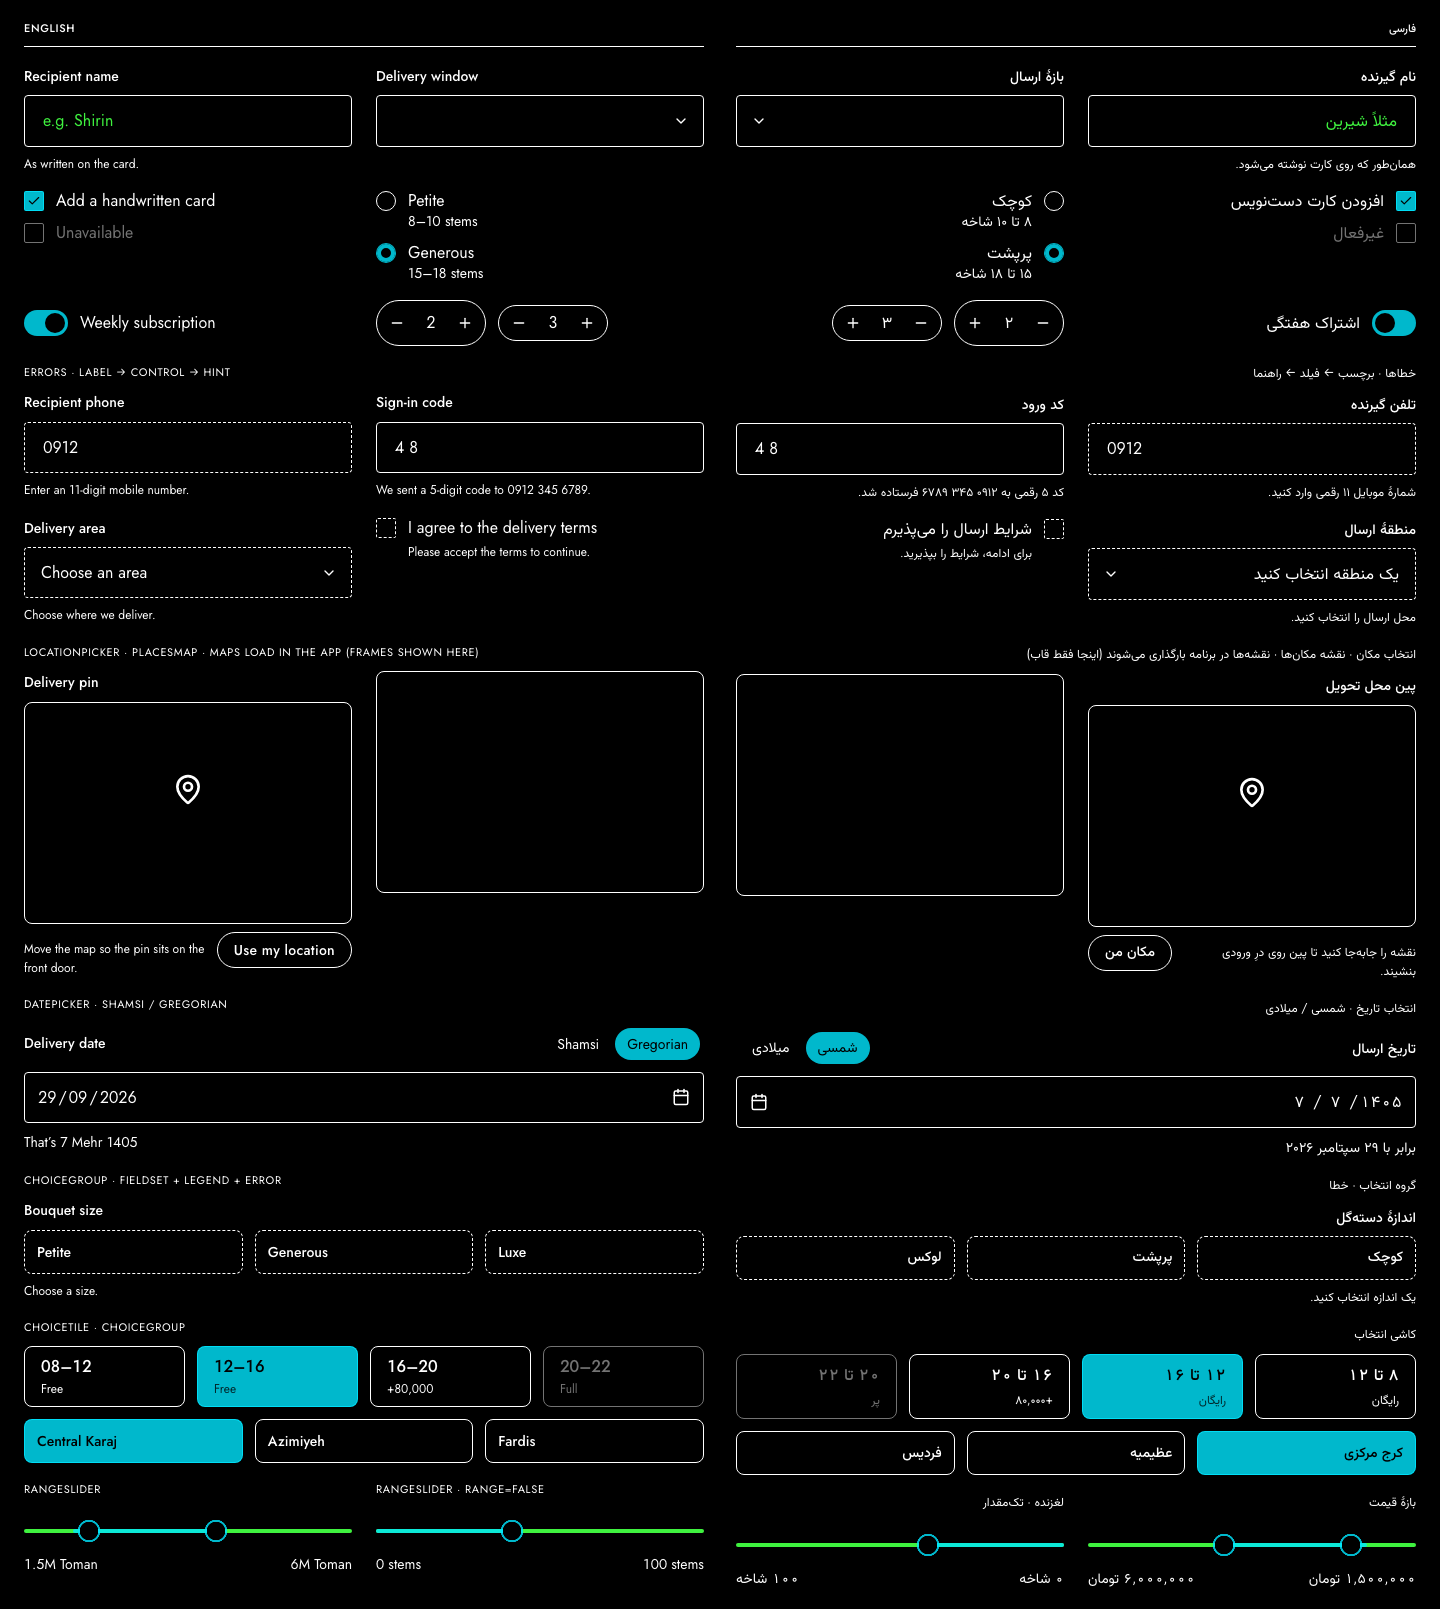 ENGLISH
Recipient name
e.g. Shirin
As written on the card.
Delivery window
Add a handwritten card
Unavailable
Petite
8–10 stems
Generous
15–18 stems
Weekly subscription
2
3
ERRORS · LABEL → CONTROL → HINT
Recipient phone
0912
Enter an 11-digit mobile number.
Sign-in code
4 8
We sent a 5-digit code to 0912 345 6789.
Delivery area
Choose an area
Choose where we deliver.
I agree to the delivery terms
Please accept the terms to continue.
LOCATIONPICKER · PLACESMAP · MAPS LOAD IN THE APP (FRAMES SHOWN HERE)
Delivery pin
Move the map so the pin sits on the
front door.
Use my location
DATEPICKER · SHAMSI / GREGORIAN
Delivery date
Shamsi
Gregorian
29/09/2026
That's 7 Mehr 1405
CHOICEGROUP · FIELDSET + LEGEND + ERROR
Bouquet size
Petite
Generous
Luxe
Choose a size.
CHOICETILE · CHOICEGROUP
08–12
Free
12–16
Free
16–20
+80,000
20–22
Full
Central Karaj
Azimiyeh
Fardis
RANGESLIDER
1.5M Toman
6M Toman
RANGESLIDER · RANGE=FALSE
0 stems
100 stems
فارسی
نام گیرنده
مثلاً شیرین
همان‌طور که روی کارت نوشته می‌شود.
بازهٔ ارسال
افزودن کارت دست‌نویس
غیرفعال
کوچک
۸ تا ۱۰ شاخه
پرپشت
۱۵ تا ۱۸ شاخه
اشتراک هفتگی
۲
۳
خطاها · برچسب ← فیلد ← راهنما
تلفن گیرنده
0912
شمارهٔ موبایل ۱۱ رقمی وارد کنید.
کد ورود
4 8
کد ۵ رقمی به ۰۹۱۲ ۳۴۵ ۶۷۸۹ فرستاده شد.
منطقهٔ ارسال
یک منطقه انتخاب کنید
محل ارسال را انتخاب کنید.
شرایط ارسال را می‌پذیرم
برای ادامه، شرایط را بپذیرید.
انتخاب مکان · نقشه مکان‌ها · نقشه‌ها در برنامه بارگذاری می‌شوند (اینجا فقط قاب)
پین محل تحویل
نقشه را جابه‌جا کنید تا پین روی درِ ورودی
بنشیند.
مکان من
انتخاب تاریخ · شمسی / میلادی
تاریخ ارسال
شمسی
میلادی
۷ / ۷ /۱۴۰۵
برابر با ۲۹ سپتامبر ۲۰۲۶
گروه انتخاب · خطا
اندازهٔ دسته‌گل
کوچک
پرپشت
لوکس
یک اندازه انتخاب کنید.
کاشی انتخاب
۸ تا ۱۲
رایگان
۱۲ تا ۱۶
رایگان
۱۶ تا ۲۰
+۸۰,۰۰۰
۲۰ تا ۲۲
پر
کرج مرکزی
عظیمیه
فردیس
بازهٔ قیمت
۱,۵۰۰,۰۰۰ تومان
۶,۰۰۰,۰۰۰ تومان
لغزنده · تک‌مقدار
۰ شاخه
۱۰۰ شاخه